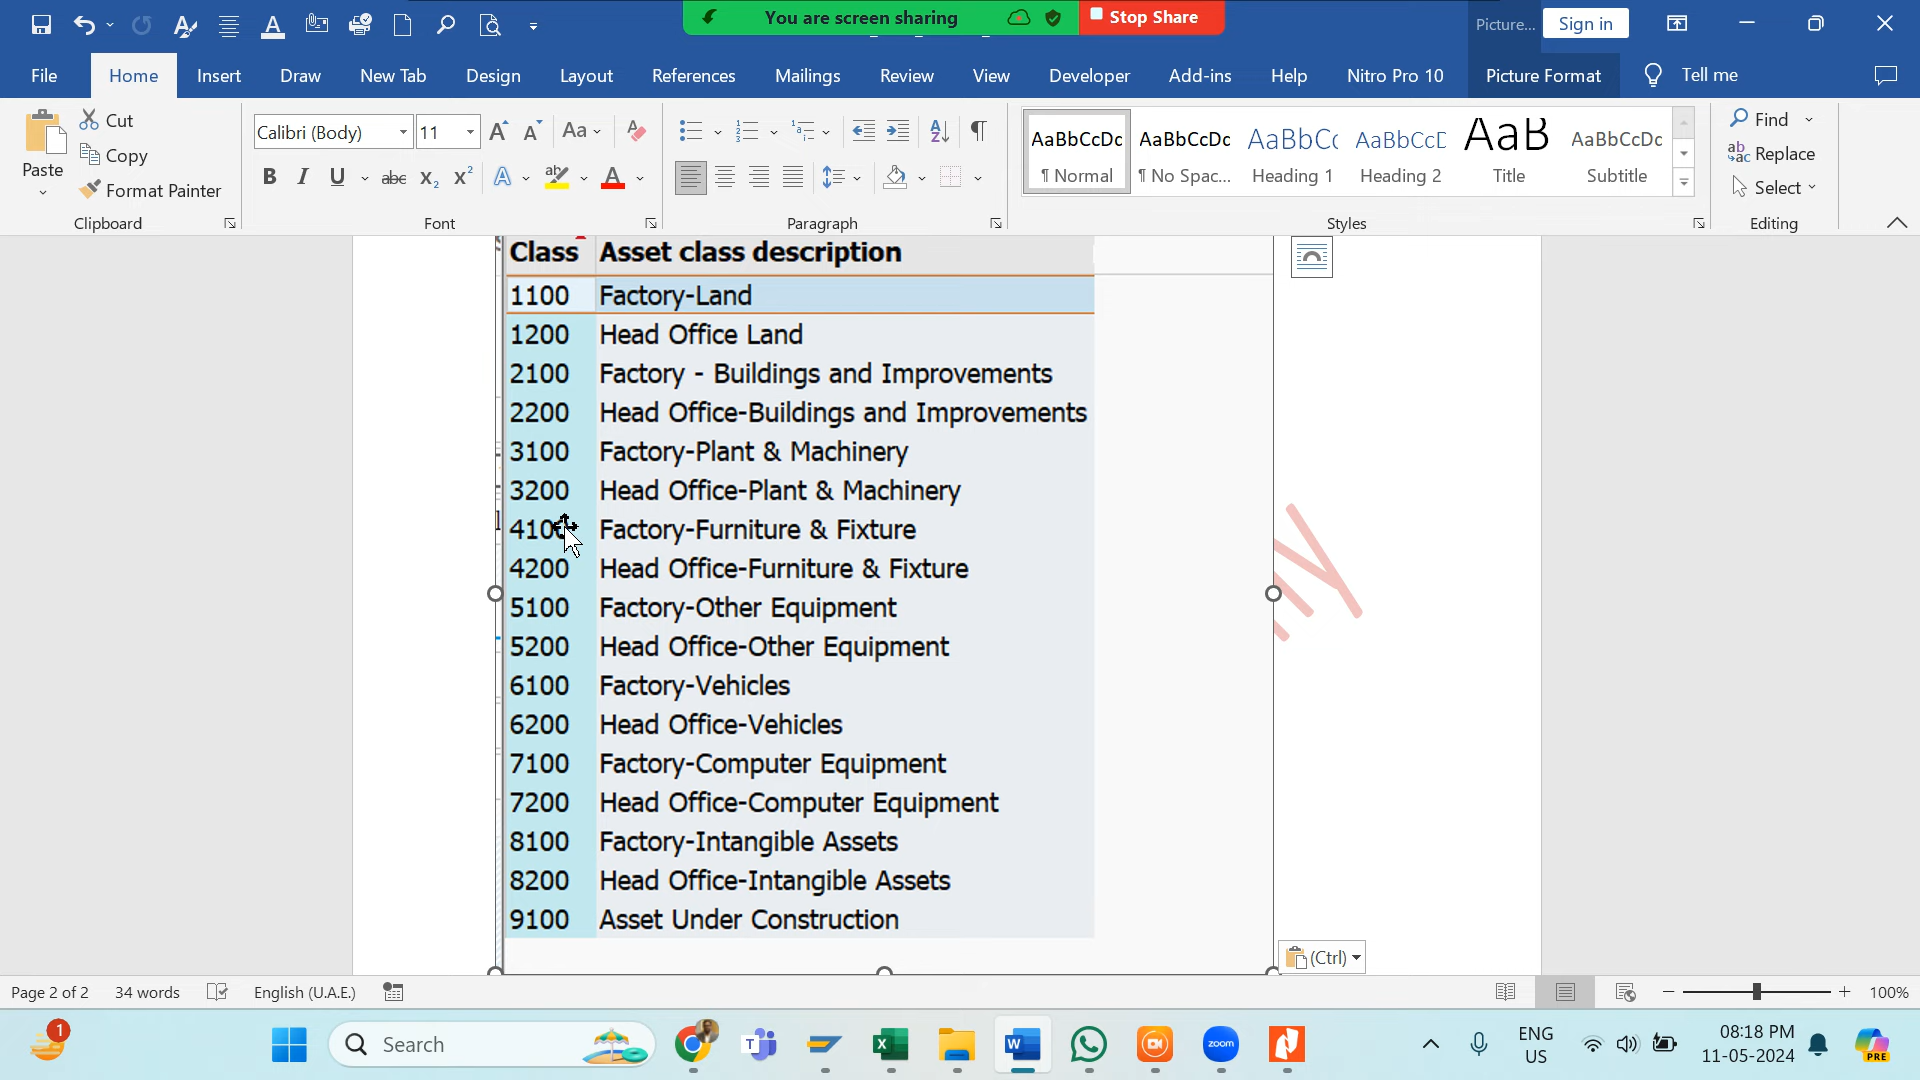 You are screen sharing
Stop Share
Picture...
Sign in
File
Home
Insert
Draw
New Tab
Design
Layout
References
Mailings
Review
View
Developer
Add-ins
Help
Nitro Pro 10
Picture Format
Tell me
Paste
Cut
Copy
Format Painter
Clipboard
Calibri (Body)
11
Font
Paragraph
AaBbCcDc
¶ Normal
AaBbCcDc
¶ No Spac...
AaBbCc
Heading 1
AaBbCcD
Heading 2
AaB
Title
AaBbCcDc
Subtitle
Styles
Find
Replace
Select
Editing
Class Asset class description
1100 Factory-Land
1200 Head Office Land
2100 Factory - Buildings and Improvements
2200 Head Office-Buildings and Improvements
3100 Factory-Plant & Machinery
3200 Head Office-Plant & Machinery
4100 Factory-Furniture & Fixture
4200 Head Office-Furniture & Fixture
5100 Factory-Other Equipment
5200 Head Office-Other Equipment
6100 Factory-Vehicles
6200 Head Office-Vehicles
7100 Factory-Computer Equipment
7200 Head Office-Computer Equipment
8100 Factory-Intangible Assets
8200 Head Office-Intangible Assets
9100 Asset Under Construction
(Ctrl)
Page 2 of 2
34 words
English (U.A.E.)
100%
1
Search
zoom
ENG
US
08:18 PM
11-05-2024
PRE